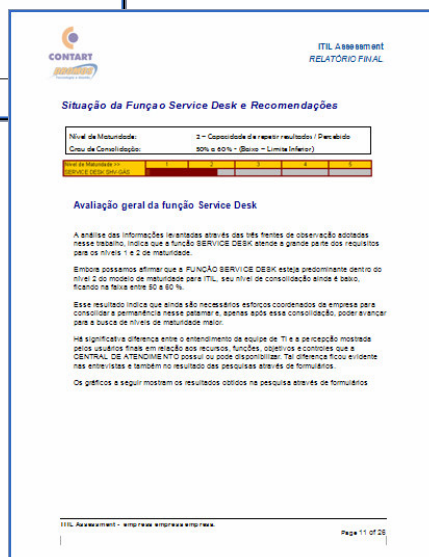 CONTART
ITIL Assessment
RELATÓRIO FINAL
Situação da Funçao Service Desk e Recomendações
Nível de Maturidade: 2 – Capacidade de repetir resultados / Percebido
Grau de Consolidação: 50% a 60% - (Baixo – Limite Inferior)
Nível de Maturidade >> 1 2 3 4 5
SERVICE DESK SHV-GÁS
Avaliação geral da função Service Desk
A análise das informações levantadas através das três frentes de observação adotadas
nesse trabalho, indica que a função SERVICE DESK atende a grande parte dos requisitos
para os níveis 1 e 2 de maturidade.
Embora possamos afirmar que a FUNÇÃO SERVICE DESK esteja predominante dentro do
nível 2 do modelo de maturidade para ITIL, seu nível de consolidação ainda é baixo,
ficando na faixa entre 50 a 60 %.
Esse resultado indica que ainda são necessários esforços coordenados da empresa para
consolidar a permanência nesse patamar e, apenas após essa consolidação, poder avançar
para a busca de níveis de maturidade maior.
Há significativa diferença entre o entendimento da equipe de TI e a percepção mostrada
pelos usuários finais em relação aos recursos, funções, objetivos e controles que a
CENTRAL DE ATENDIMENTO possui ou pode disponibilizar. Tal diferença ficou evidente
nas entrevistas e também no resultado das pesquisas através de formulários.
Os gráficos a seguir mostram os resultados obtidos na pesquisa através de formulários
ITIL Assessment - empresa empresa empresa.
Page 11 of 26